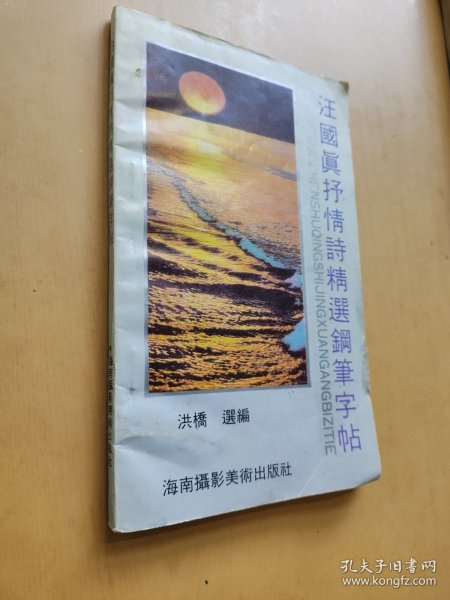 汪國眞抒情詩精選鋼筆字帖
ZHENSHUQINGSHIJINGXUANGANGBIZITIE
洪橋 選編
海南攝影美術出版社
孔夫子旧书网
www.kongfz.com